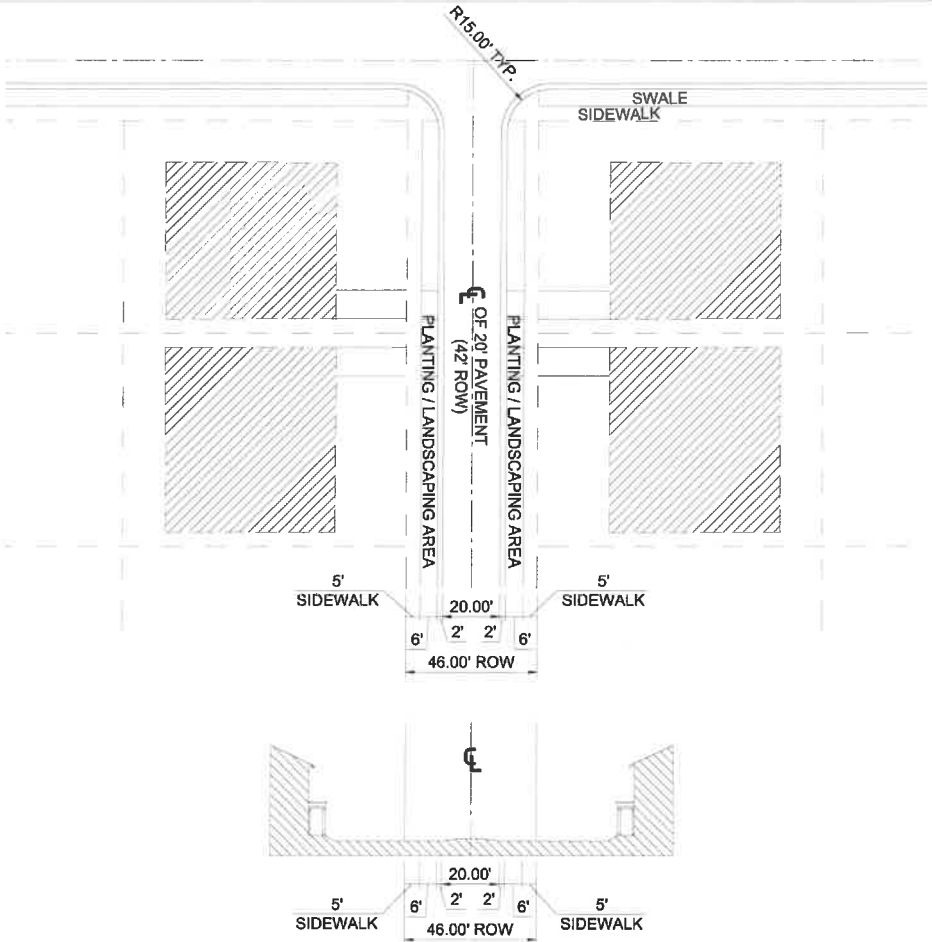 R15.00' TYP.
SWALE
SIDEWALK
PLANTING / LANDSCAPING AREA
℄ OF 20' PAVEMENT
(42' ROW)
PLANTING / LANDSCAPING AREA
5'
SIDEWALK
20.00'
5'
SIDEWALK
6' 2' 2' 6'
46.00' ROW
℄
20.00'
5'
SIDEWALK
6' 2' 2' 6'
5'
SIDEWALK
46.00' ROW